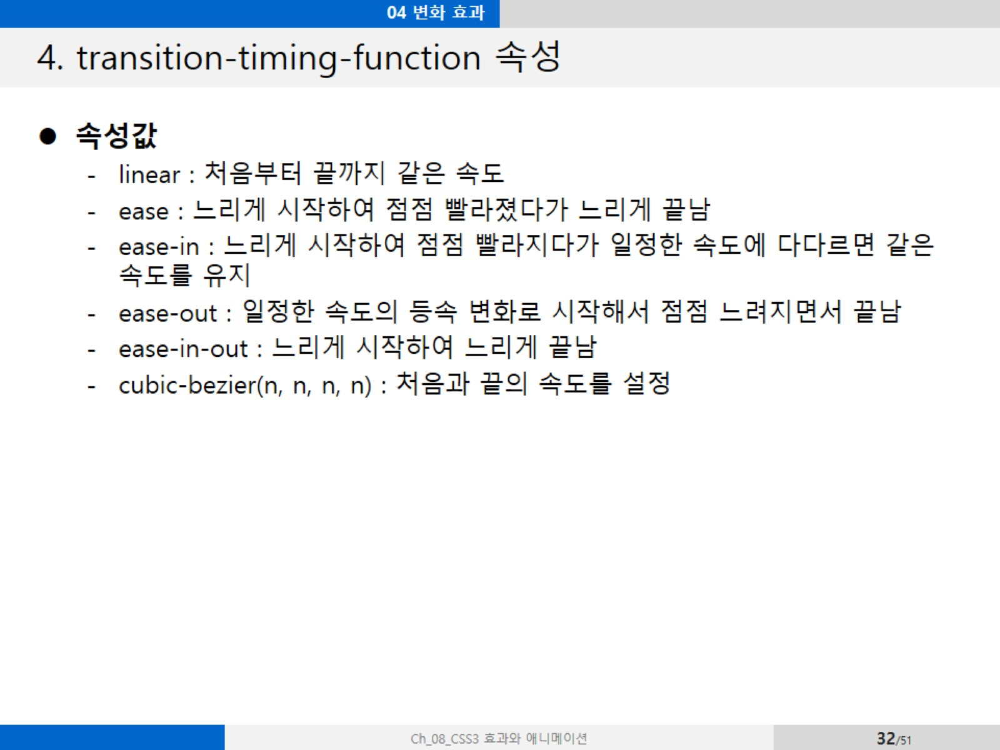 04 변화 효과
4. transition-timing-function 속성
● 속성값
- linear : 처음부터 끝까지 같은 속도
- ease : 느리게 시작하여 점점 빨라졌다가 느리게 끝남
- ease-in : 느리게 시작하여 점점 빨라지다가 일정한 속도에 다다르면 같은
속도를 유지
- ease-out : 일정한 속도의 등속 변화로 시작해서 점점 느려지면서 끝남
- ease-in-out : 느리게 시작하여 느리게 끝남
- cubic-bezier(n, n, n, n) : 처음과 끝의 속도를 설정
Ch_08_CSS3 효과와 애니메이션
32/51